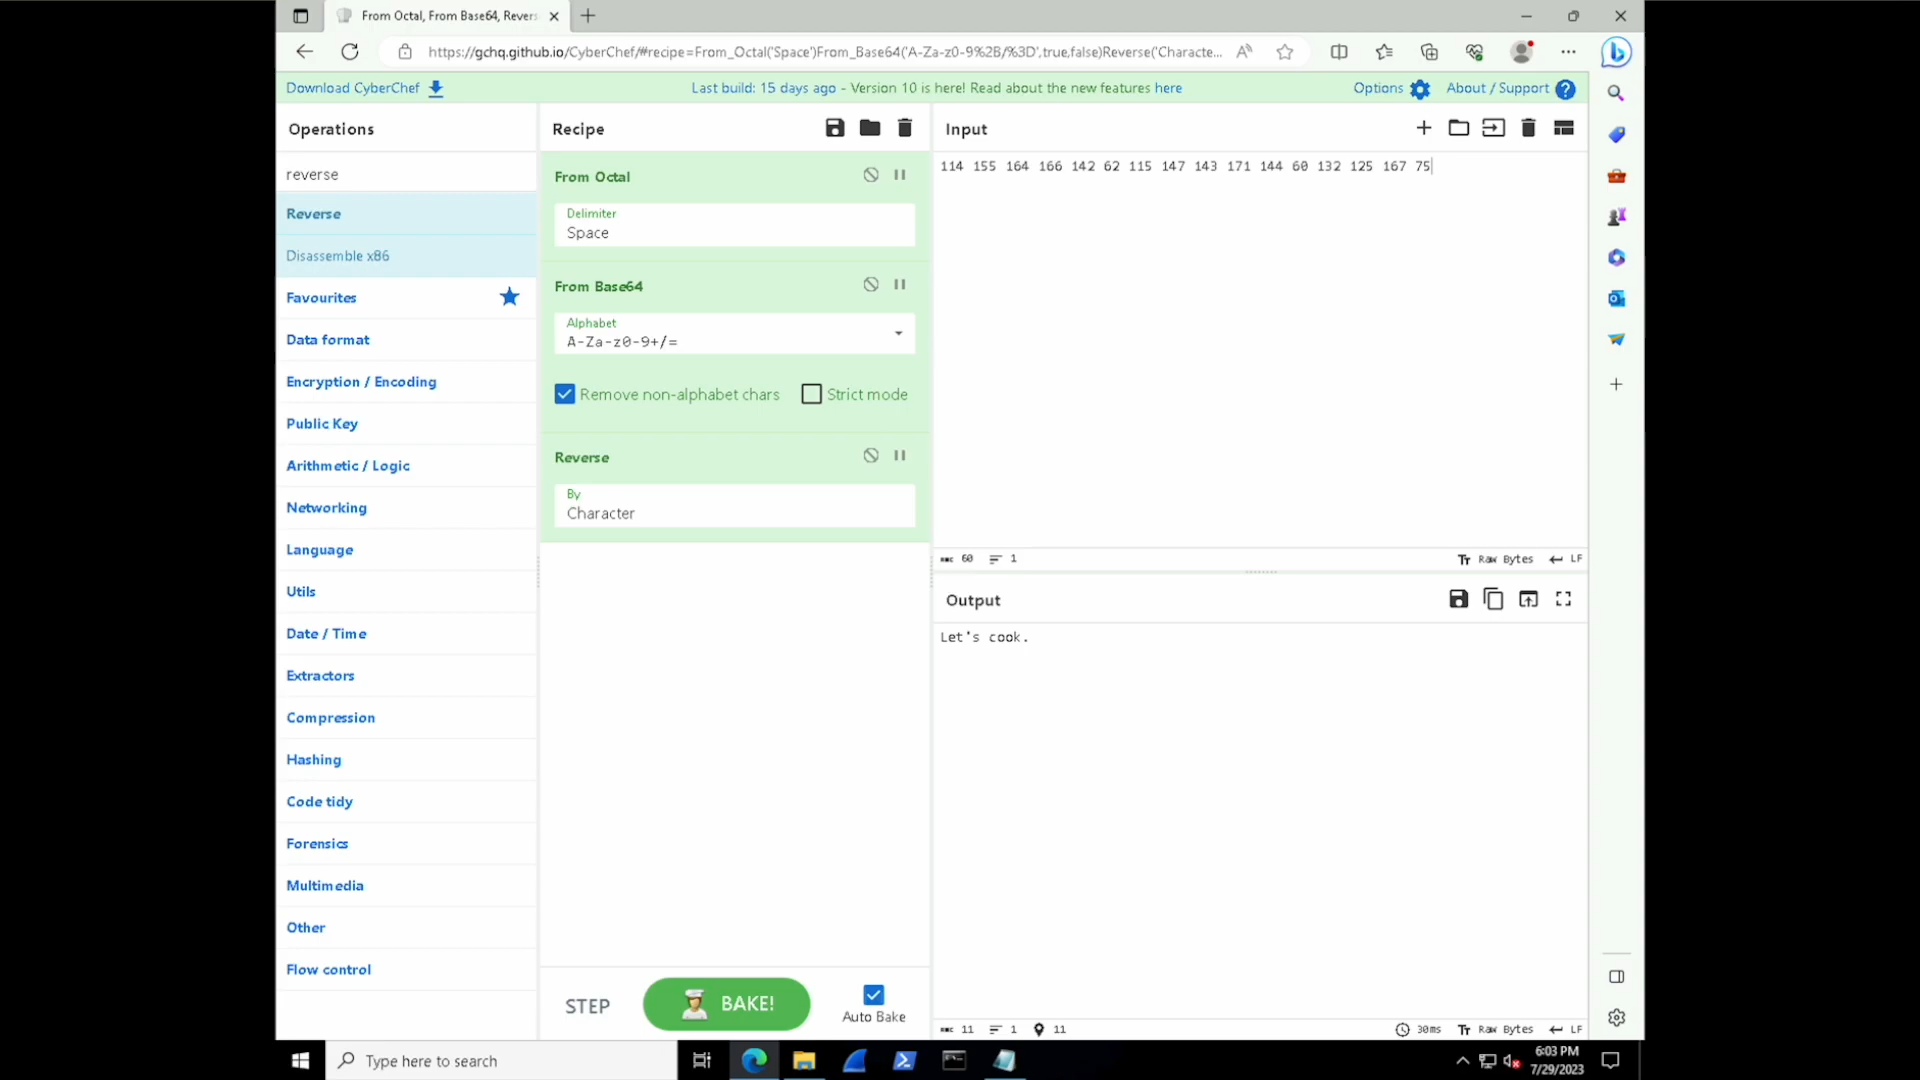 From Octal, From Base64, Revers
https://gchq.github.io/CyberChef/#recipe=From_Octal('Space')From_Base64('A-Za-z0-9%2B/%3D',true,false)Reverse('Characte...
Download CyberChef
Last build: 15 days ago - Version 10 is here! Read about the new features here
Options
About / Support
Operations
reverse
Reverse
Disassemble x86
Favourites
Data format
Encryption / Encoding
Public Key
Arithmetic / Logic
Networking
Language
Utils
Date / Time
Extractors
Compression
Hashing
Code tidy
Forensics
Multimedia
Other
Flow control
Recipe
From Octal
Delimiter
Space
From Base64
Alphabet
A-Za-z0-9+/=
Remove non-alphabet chars
Strict mode
Reverse
By
Character
STEP
BAKE!
Auto Bake
Input
114 155 164 166 142 62 115 147 143 171 144 60 132 125 167 75
60
1
Raw Bytes
LF
Output
Let's cook.
11
1
11
30ms
Raw Bytes
LF
Type here to search
6:03 PM
7/29/2023